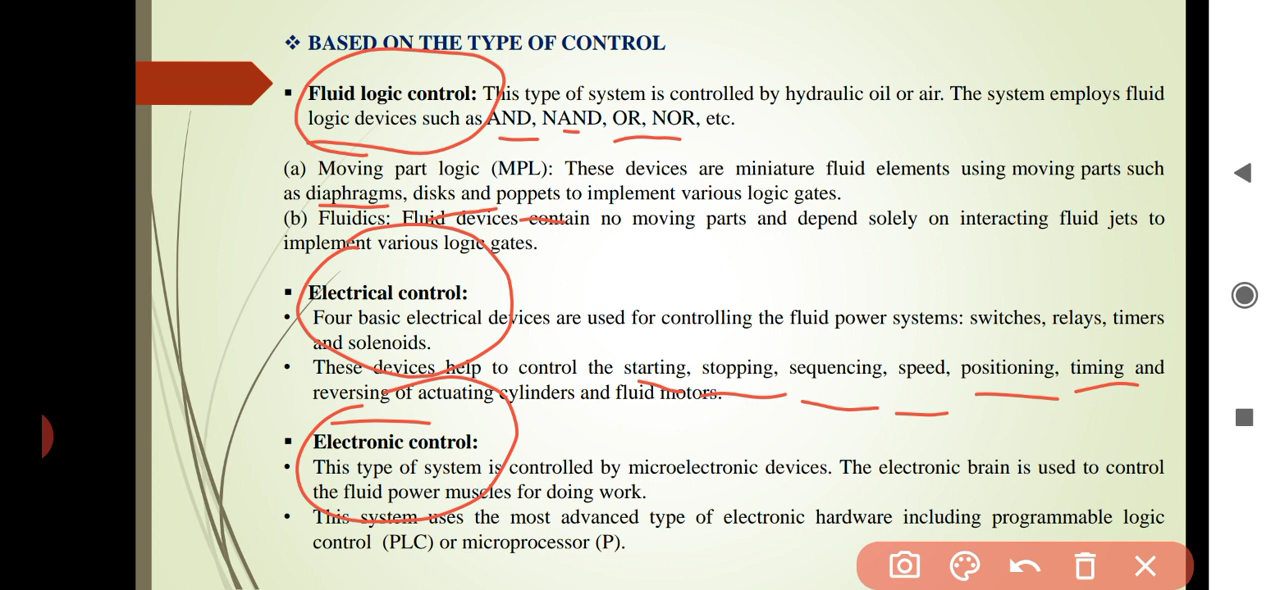 ❖ BASED ON THE TYPE OF CONTROL
▪ Fluid logic control: This type of system is controlled by hydraulic oil or air. The system employs fluid
logic devices such as AND, NAND, OR, NOR, etc.
(a) Moving part logic (MPL): These devices are miniature fluid elements using moving parts such
as diaphragms, disks and poppets to implement various logic gates.
(b) Fluidics: Fluid devices contain no moving parts and depend solely on interacting fluid jets to
implement various logic gates.
▪ Electrical control:
• Four basic electrical devices are used for controlling the fluid power systems: switches, relays, timers
and solenoids.
• These devices help to control the starting, stopping, sequencing, speed, positioning, timing and
reversing of actuating cylinders and fluid motors.
▪ Electronic control:
• This type of system is controlled by microelectronic devices. The electronic brain is used to control
the fluid power muscles for doing work.
• This system uses the most advanced type of electronic hardware including programmable logic
control (PLC) or microprocessor (P).